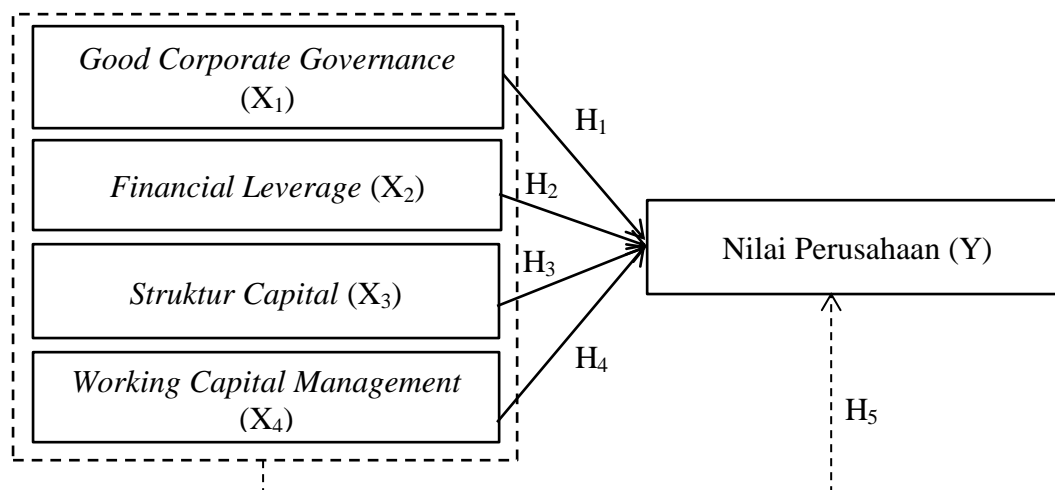 Good Corporate Governance
(X₁)
H₁
Financial Leverage (X₂)
H₂
Nilai Perusahaan (Y)
Struktur Capital (X₃)
H₃
Working Capital Management
(X₄)
H₄
H₅